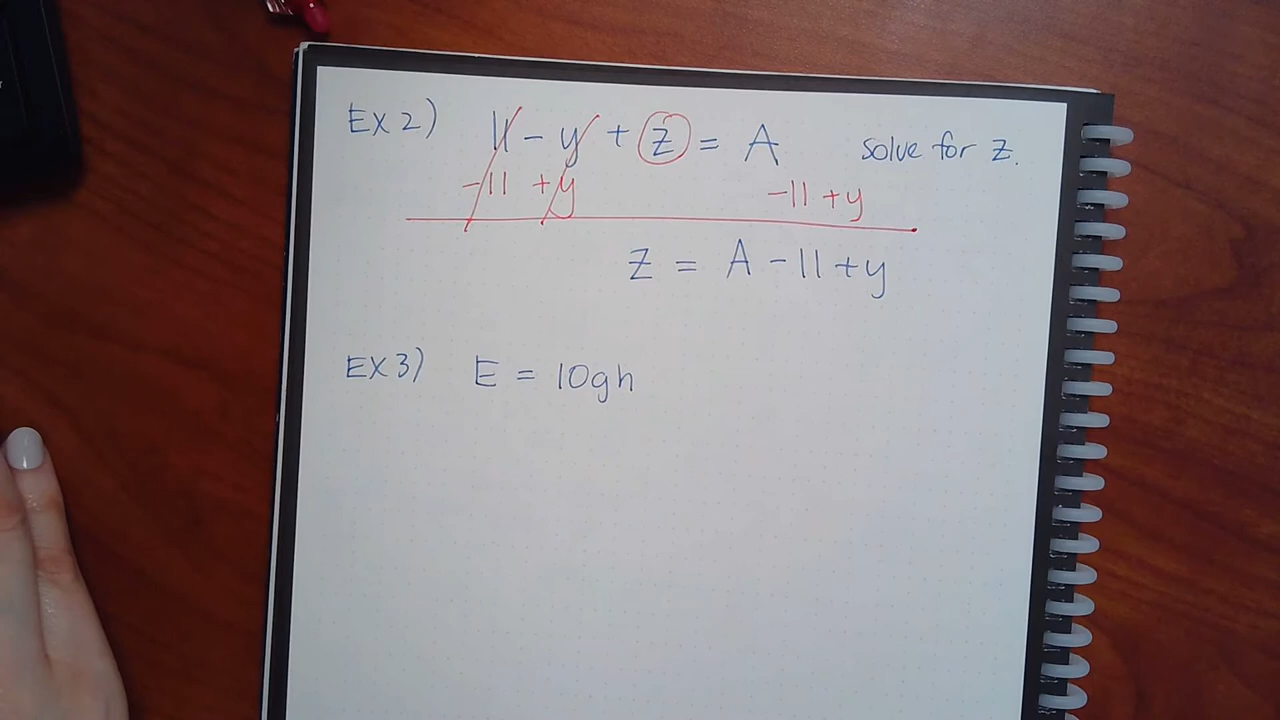 Ex 2) 11 - y + z = A solve for z.
-11 +y -11 +y
z = A - 11 + y
Ex 3) E = 10gh